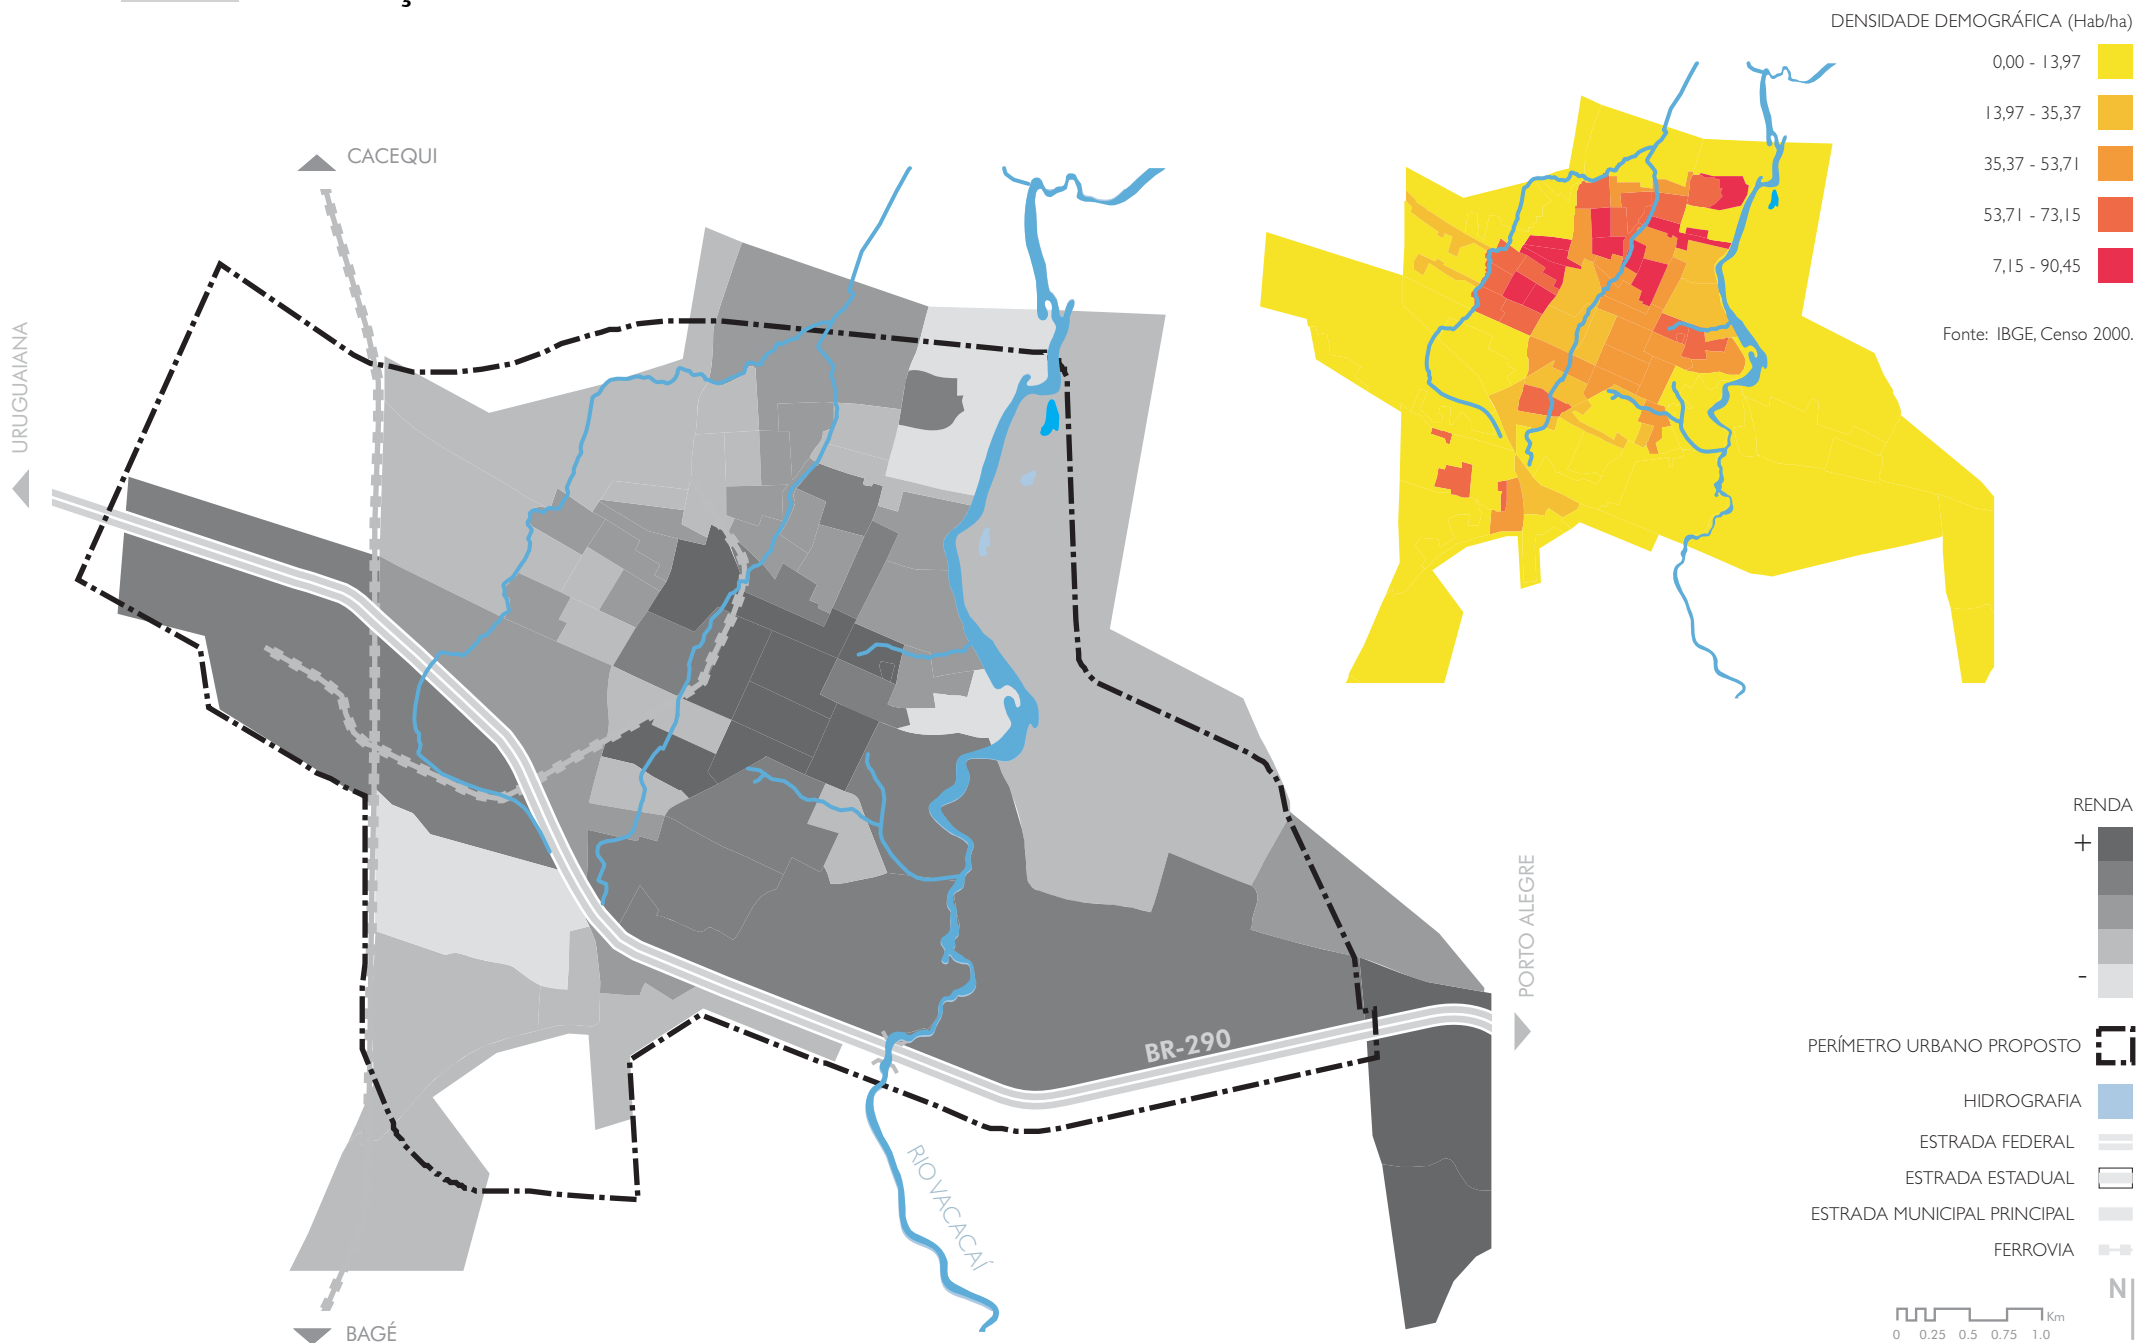 DENSIDADE DEMOGRÁFICA (Hab/ha)
0,00 - 13,97
13,97 - 35,37
35,37 - 53,71
53,71 - 73,15
7,15 - 90,45
Fonte: IBGE, Censo 2000.
CACEQUI
URUGUAIANA
PORTO ALEGRE
BR-290
RIO VACACAÍ
BAGÉ
RENDA
+
-
PERÍMETRO URBANO PROPOSTO
HIDROGRAFIA
ESTRADA FEDERAL
ESTRADA ESTADUAL
ESTRADA MUNICIPAL PRINCIPAL
FERROVIA
N
Km
0 0.25 0.5 0.75 1.0